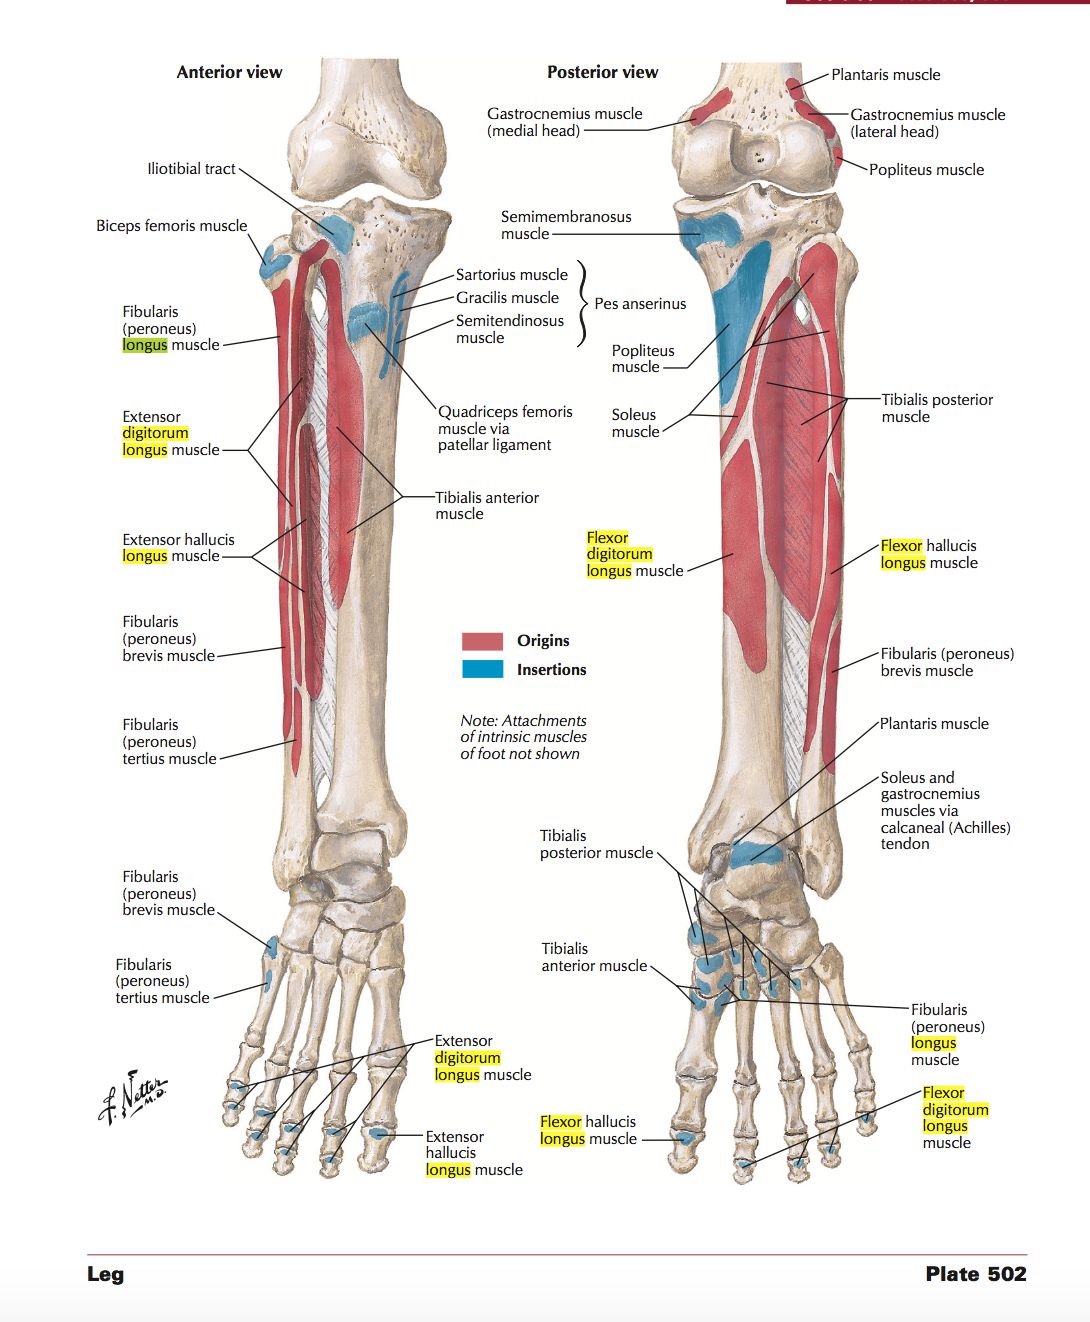 Anterior view
Posterior view
Plantaris muscle
Gastrocnemius muscle
(medial head)
Gastrocnemius muscle
(lateral head)
Iliotibial tract
Popliteus muscle
Biceps femoris muscle
Semimembranosus
muscle
Sartorius muscle
Gracilis muscle
Semitendinosus
muscle
Pes anserinus
Fibularis
(peroneus)
longus muscle
Popliteus
muscle
Extensor
digitorum
longus muscle
Quadriceps femoris
muscle via
patellar ligament
Soleus
muscle
Tibialis posterior
muscle
Tibialis anterior
muscle
Extensor hallucis
longus muscle
Flexor
digitorum
longus muscle
Flexor hallucis
longus muscle
Fibularis
(peroneus)
brevis muscle
Origins
Insertions
Fibularis (peroneus)
brevis muscle
Fibularis
(peroneus)
tertius muscle
Note: Attachments
of intrinsic muscles
of foot not shown
Plantaris muscle
Soleus and
gastrocnemius
muscles via
calcaneal (Achilles)
tendon
Tibialis
posterior muscle
Fibularis
(peroneus)
brevis muscle
Tibialis
anterior muscle
Fibularis
(peroneus)
tertius muscle
Fibularis
(peroneus)
longus
muscle
Extensor
digitorum
longus muscle
F. Netter
M.D.
Flexor hallucis
longus muscle
Flexor
digitorum
longus
muscle
Extensor
hallucis
longus muscle
Leg
Plate 502